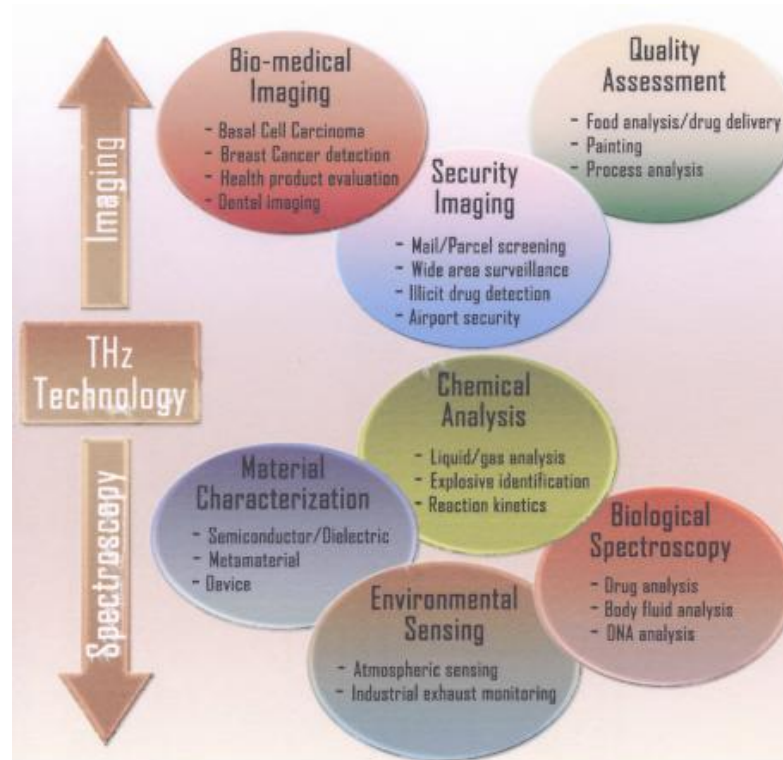 Imaging
THz
Technology
Spectroscopy
Bio-medical
Imaging
- Basal Cell Carcinoma
- Breast Cancer detection
- Health product evaluation
- Dental imaging
Quality
Assessment
- Food analysis/drug delivery
- Painting
- Process analysis
Security
Imaging
- Mail/Parcel screening
- Wide area surveillance
- Illicit drug detection
- Airport security
Chemical
Analysis
- Liquid/gas analysis
- Explosive identification
- Reaction kinetics
Material
Characterization
- Semiconductor/Dielectric
- Metamaterial
- Device
Biological
Spectroscopy
- Drug analysis
- Body fluid analysis
- DNA analysis
Environmental
Sensing
- Atmospheric sensing
- Industrial exhaust monitoring